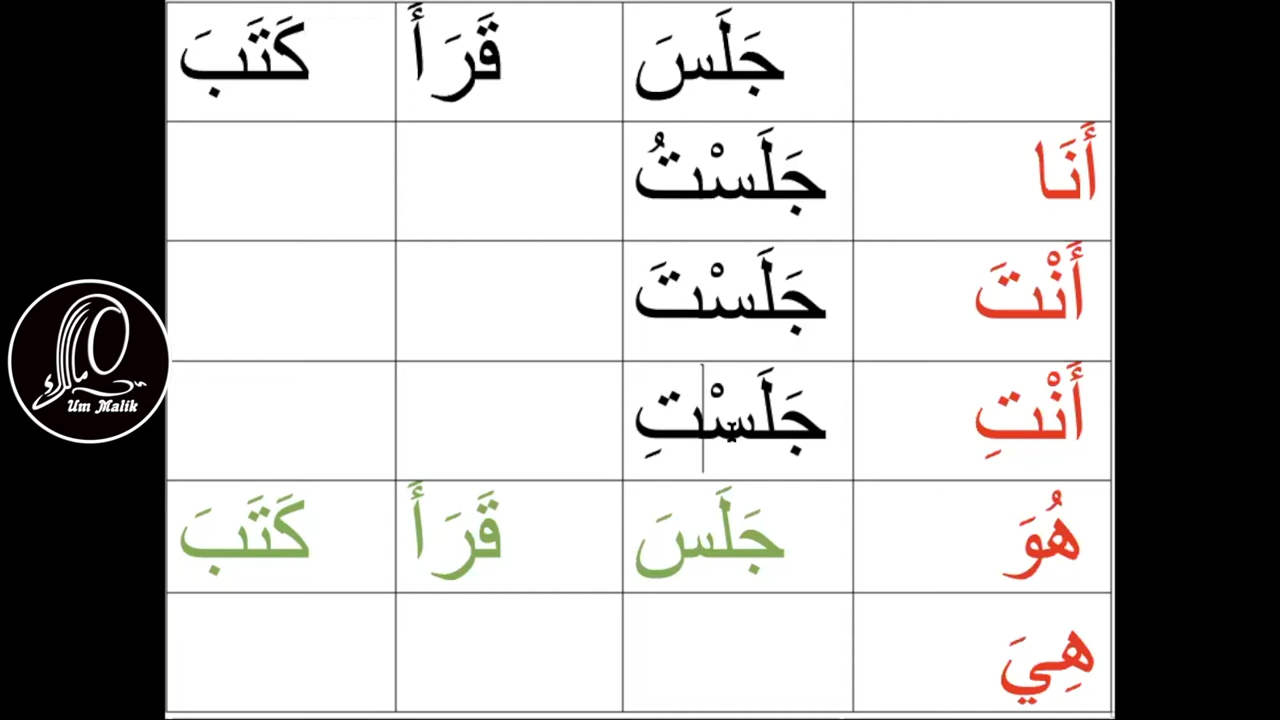 جَلَسَ قَرَأَ كَتَبَ
أَنَا جَلَسْتُ
أَنْتَ جَلَسْتَ
أَنْتِ جَلَسْتِ
هُوَ جَلَسَ قَرَأَ كَتَبَ
هِيَ
Um Malik